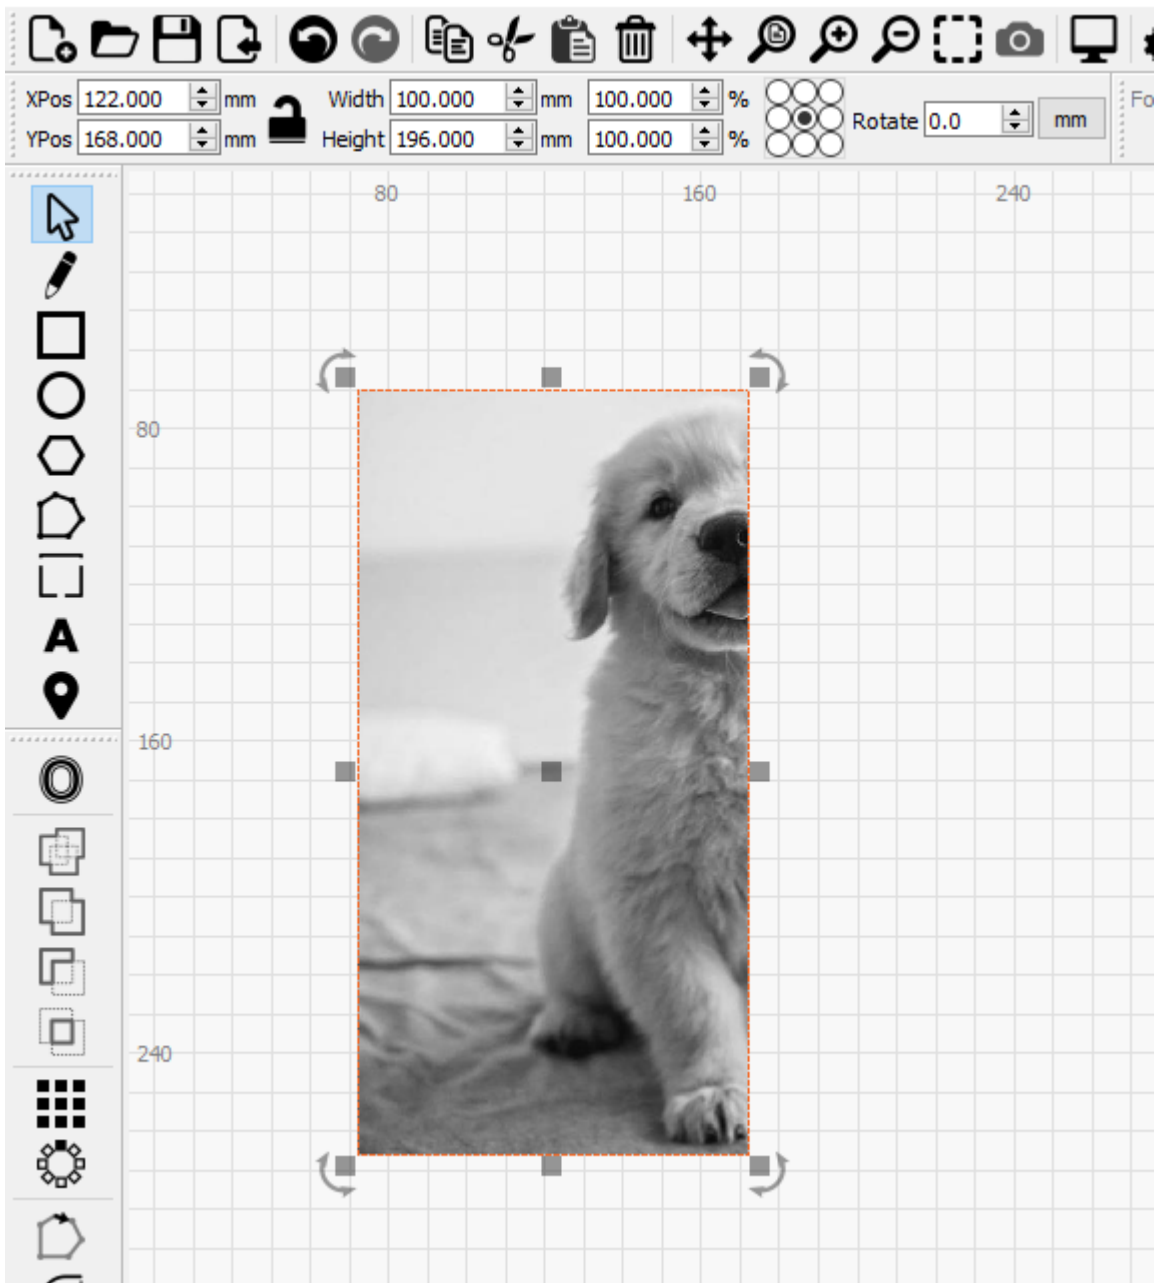 XPos 122.000 mm Width 100.000 mm 100.000 %
YPos 168.000 mm Height 196.000 mm 100.000 %
Rotate 0.0 mm Fo
80 160 240
80
160
240
A